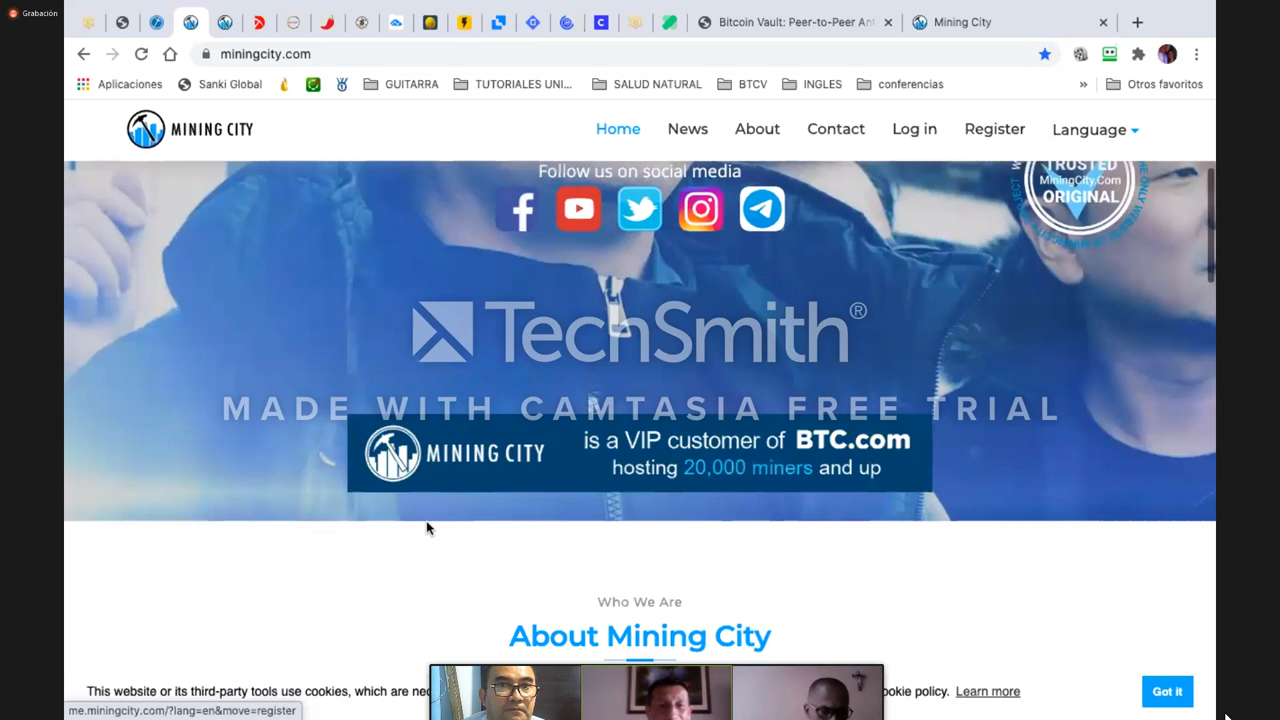 Grabación
Bitcoin Vault: Peer-to-Peer An
Mining City
miningcity.com
Aplicaciones
Sanki Global
GUITARRA
TUTORIALES UNI...
SALUD NATURAL
BTCV
INGLES
conferencias
»
Otros favoritos
MINING CITY
Home
News
About
Contact
Log in
Register
Language
Follow us on social media
TRUSTED
MiningCity.Com
ORIGINAL
TechSmith®
MADE WITH CAMTASIA FREE TRIAL
MINING CITY
is a VIP customer of BTC.com
hosting 20,000 miners and up
Who We Are
About Mining City
This website or its third-party tools use cookies, which are nec
okie policy. Learn more
Got it
me.miningcity.com/?lang=en&move=register